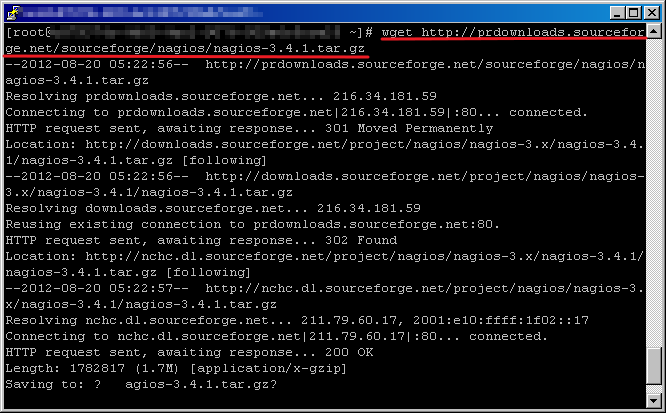 [root@ ~]# wget http://prdownloads.sourcefor
ge.net/sourceforge/nagios/nagios-3.4.1.tar.gz
--2012-08-20 05:22:56--  http://prdownloads.sourceforge.net/sourceforge/nagios/n
agios-3.4.1.tar.gz
Resolving prdownloads.sourceforge.net... 216.34.181.59
Connecting to prdownloads.sourceforge.net|216.34.181.59|:80... connected.
HTTP request sent, awaiting response... 301 Moved Permanently
Location: http://downloads.sourceforge.net/project/nagios/nagios-3.x/nagios-3.4.
1/nagios-3.4.1.tar.gz [following]
--2012-08-20 05:22:56--  http://downloads.sourceforge.net/project/nagios/nagios-
3.x/nagios-3.4.1/nagios-3.4.1.tar.gz
Resolving downloads.sourceforge.net... 216.34.181.59
Reusing existing connection to prdownloads.sourceforge.net:80.
HTTP request sent, awaiting response... 302 Found
Location: http://nchc.dl.sourceforge.net/project/nagios/nagios-3.x/nagios-3.4.1
/nagios-3.4.1.tar.gz [following]
--2012-08-20 05:22:57--  http://nchc.dl.sourceforge.net/project/nagios/nagios-3.
x/nagios-3.4.1/nagios-3.4.1.tar.gz
Resolving nchc.dl.sourceforge.net... 211.79.60.17, 2001:e10:ffff:1f02::17
Connecting to nchc.dl.sourceforge.net|211.79.60.17|:80... connected.
HTTP request sent, awaiting response... 200 OK
Length: 1782817 (1.7M) [application/x-gzip]
Saving to: ?   agios-3.4.1.tar.gz?